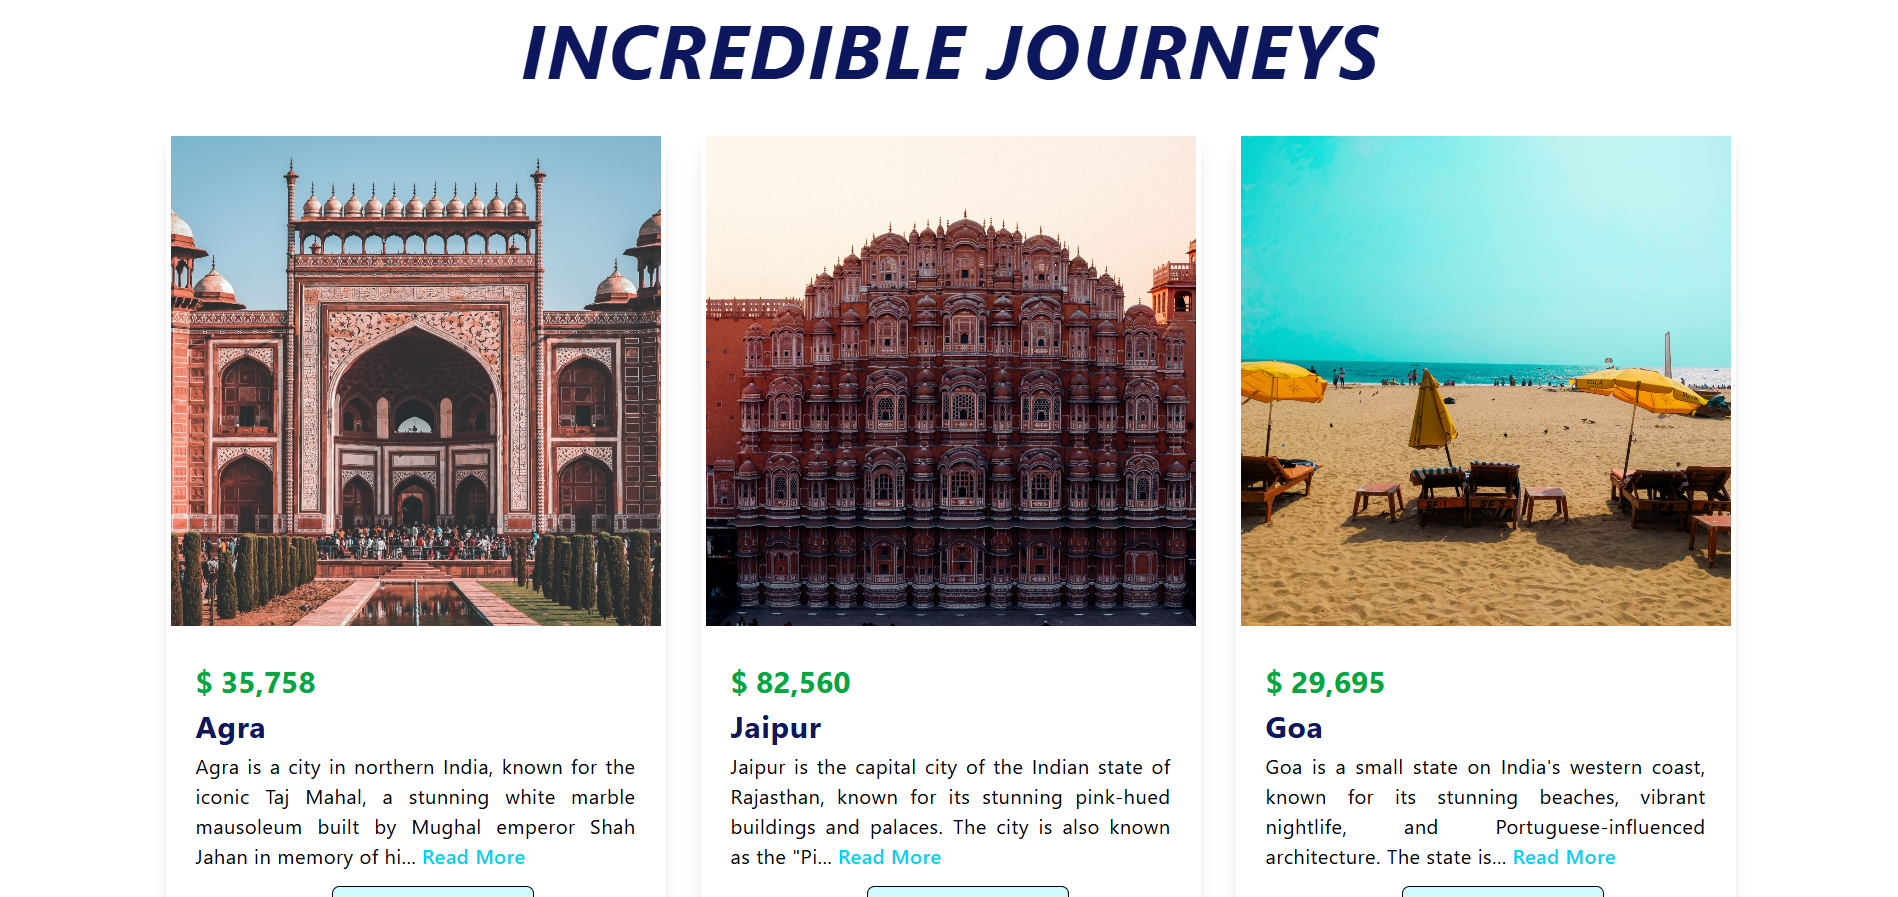 INCREDIBLE JOURNEYS
$ 35,758
Agra
Agra is a city in northern India, known for the
iconic Taj Mahal, a stunning white marble
mausoleum built by Mughal emperor Shah
Jahan in memory of hi... Read More
$ 82,560
Jaipur
Jaipur is the capital city of the Indian state of
Rajasthan, known for its stunning pink-hued
buildings and palaces. The city is also known
as the "Pi... Read More
$ 29,695
Goa
Goa is a small state on India's western coast,
known for its stunning beaches, vibrant
nightlife, and Portuguese-influenced
architecture. The state is... Read More